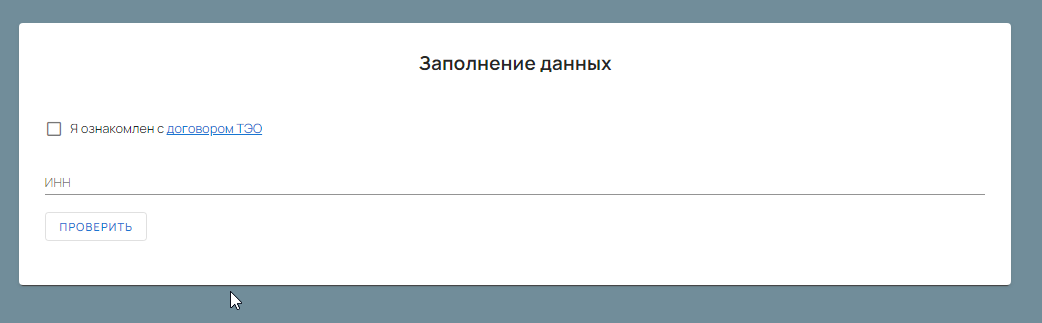 Заполнение данных
Я ознакомлен с договором ТЭО
ИНН
ПРОВЕРИТЬ